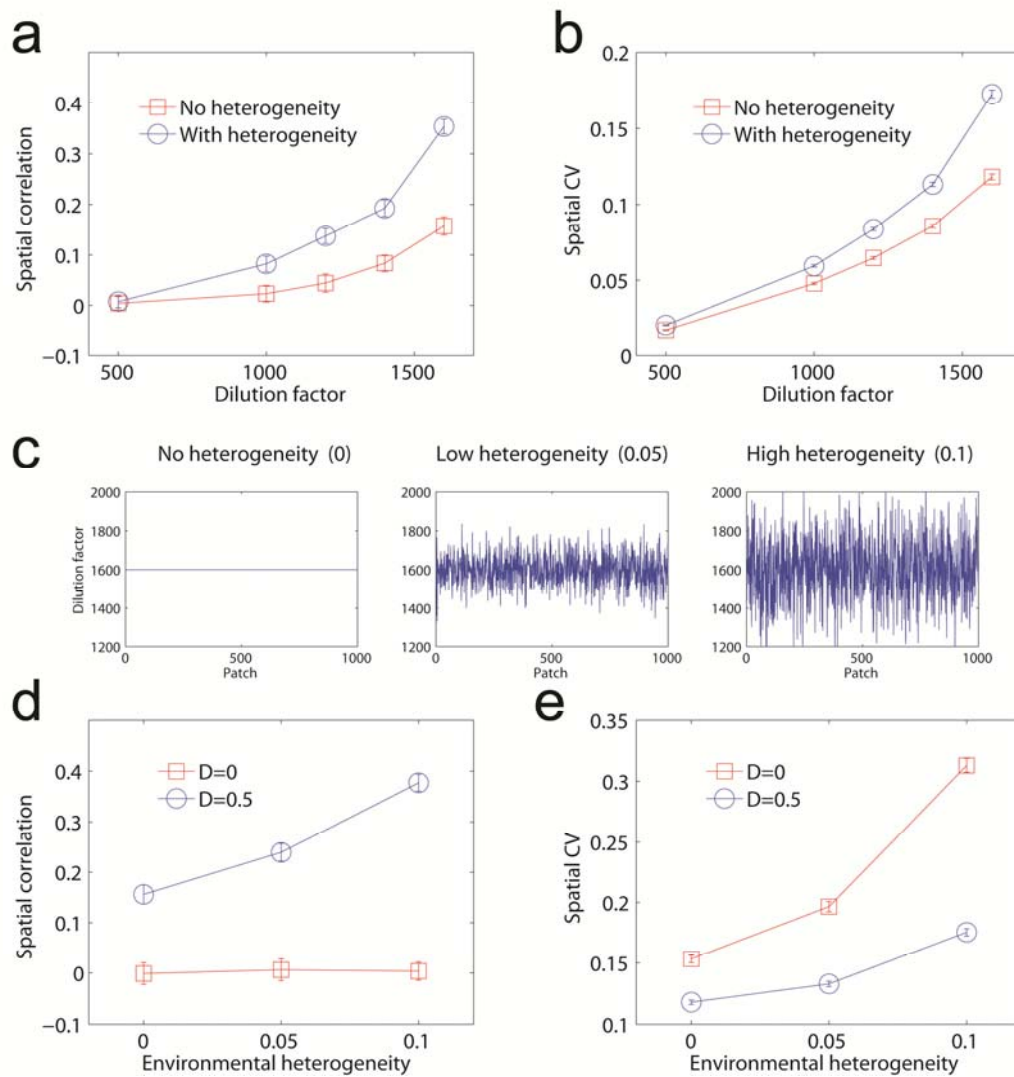 a
Spatial correlation
0.4
0.3
0.2
0.1
0
−0.1
No heterogeneity
With heterogeneity
500
1000
1500
Dilution factor
b
Spatial CV
0.2
0.15
0.1
0.05
0
No heterogeneity
With heterogeneity
500
1000
1500
Dilution factor
c
No heterogeneity (0)
Dilution factor
2000
1800
1600
1400
1200
0
500
1000
Patch
Low heterogeneity (0.05)
2000
1800
1600
1400
1200
0
500
1000
Patch
High heterogeneity (0.1)
2000
1800
1600
1400
1200
0
500
1000
Patch
d
Spatial correlation
0.4
0.3
0.2
0.1
0
−0.1
D=0
D=0.5
0
0.05
0.1
Environmental heterogeneity
e
Spatial CV
0.35
0.3
0.25
0.2
0.15
0.1
D=0
D=0.5
0
0.05
0.1
Environmental heterogeneity